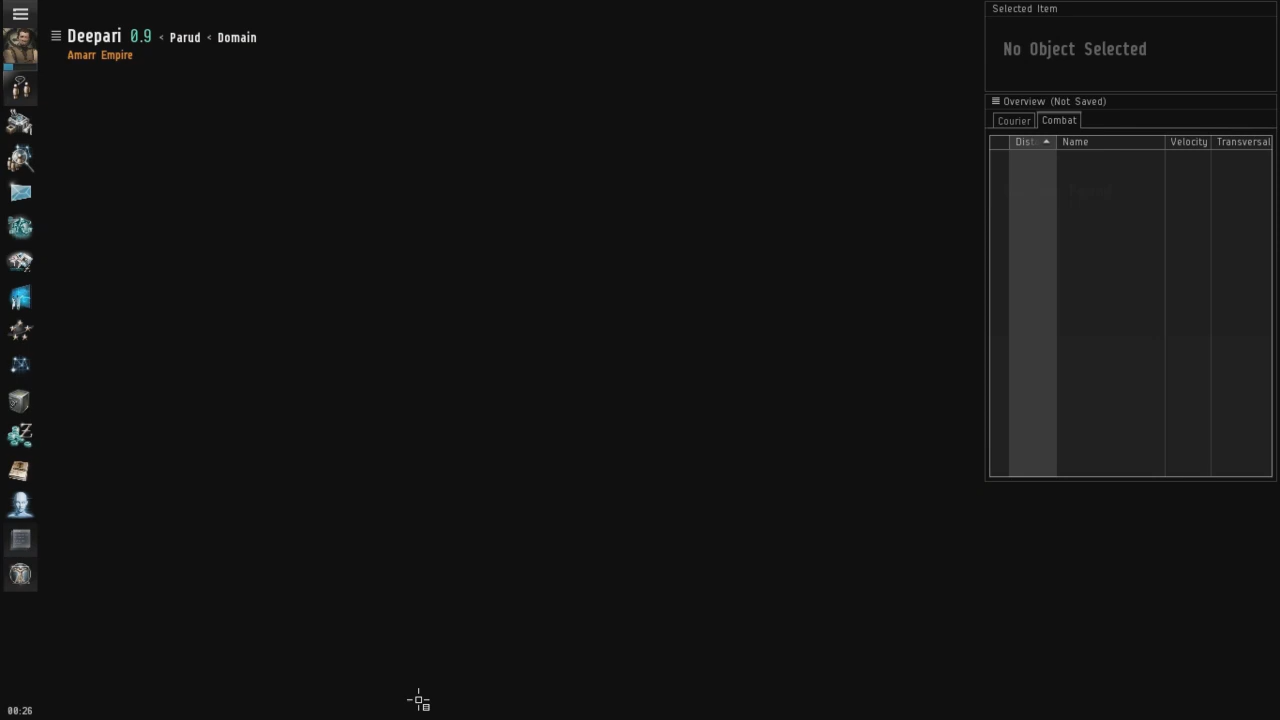 Deepari 0.9 < Parud < Domain
Amarr Empire
Selected Item
No Object Selected
Overview (Not Saved)
Courier Combat
Dist Name Velocity Transversal
00:26